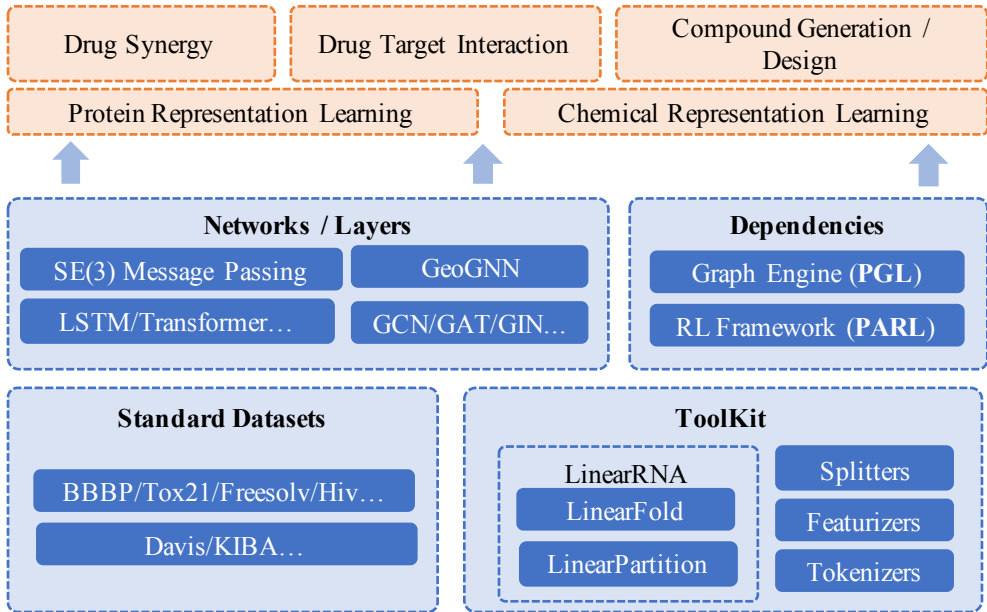 Drug Synergy
Drug Target Interaction
Compound Generation /
Design
Protein Representation Learning
Chemical Representation Learning
Networks / Layers
SE(3) Message Passing
GeoGNN
LSTM/Transformer...
GCN/GAT/GIN...
Dependencies
Graph Engine (PGL)
RL Framework (PARL)
Standard Datasets
BBBP/Tox21/Freesolv/Hiv...
Davis/KIBA...
ToolKit
LinearRNA
LinearFold
LinearPartition
Splitters
Featurizers
Tokenizers